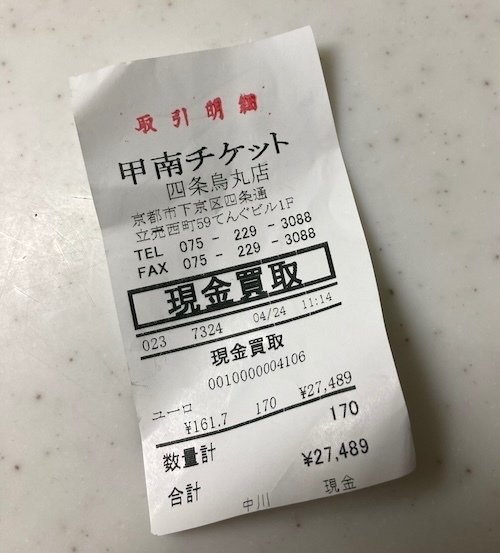 取引明細
甲南チケット
四条烏丸店
京都市下京区四条通
立売西町59てんぐビル1F
TEL 075 - 229 - 3088
FAX 075 - 229 - 3088
現金買取
023 7324 04/24 11:14
現金買取
0010000004106
ユーロ
¥161.7 170 ¥27,489
数量計 170
合計 ¥27,489
中川 現金